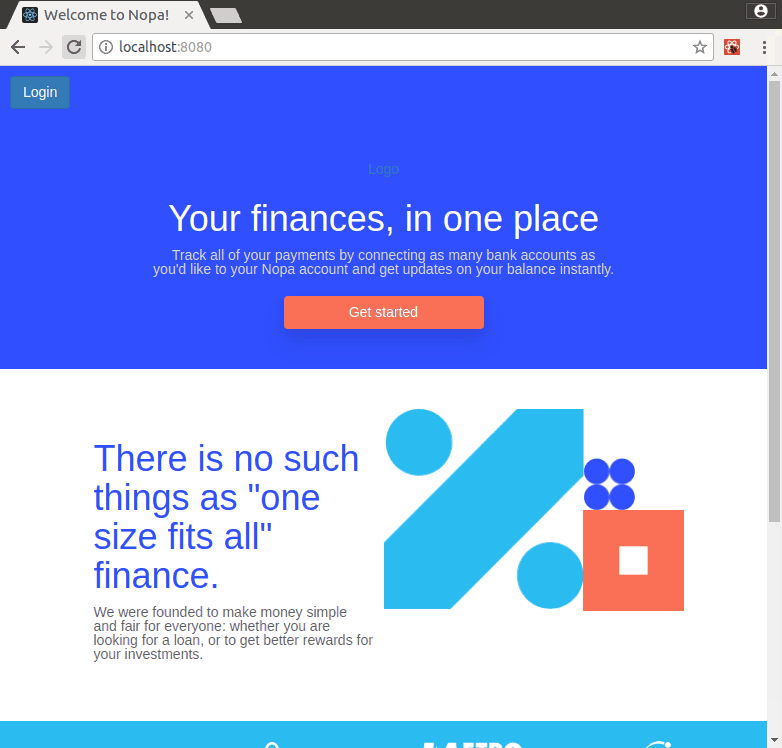 Welcome to Nopa!
localhost:8080
Login
Logo
Your finances, in one place
Track all of your payments by connecting as many bank accounts as
you'd like to your Nopa account and get updates on your balance instantly.
Get started
There is no such
things as "one
size fits all"
finance.
We were founded to make money simple
and fair for everyone: whether you are
looking for a loan, or to get better rewards for
your investments.